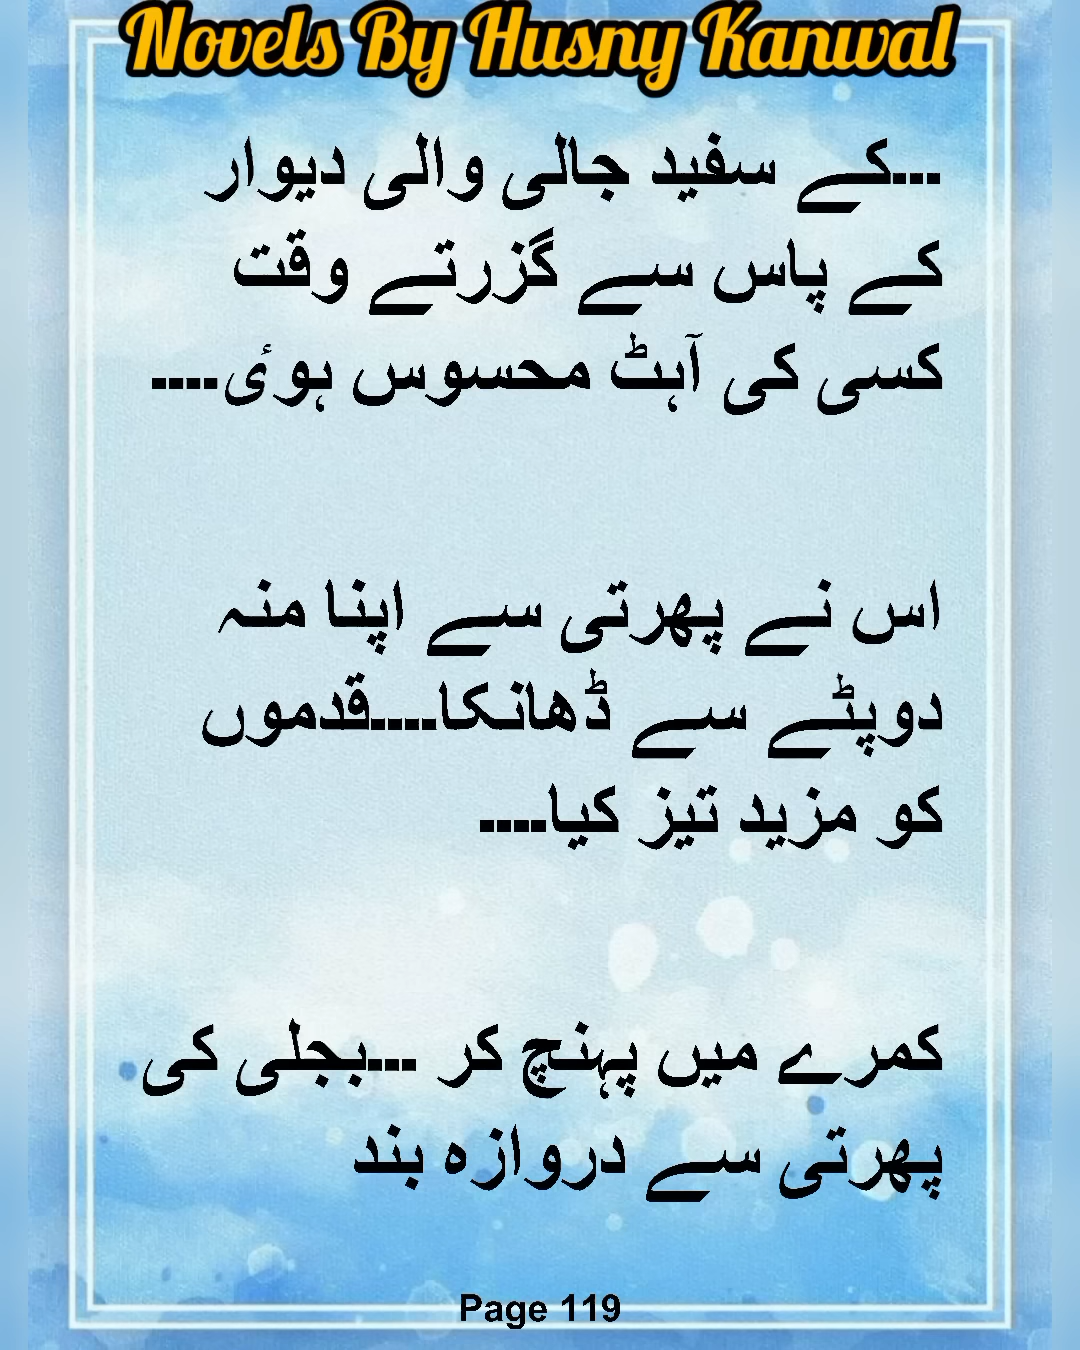 Novels By Husny Kanwal
...کے سفید جالی والی دیوار
کے پاس سے گزرتے وقت
کسی کی آہٹ محسوس ہوئ....
اس نے پھرتی سے اپنا منہ
دوپٹے سے ڈھانکا....قدموں
کو مزید تیز کیا....
کمرے میں پہنچ کر ...بجلی کی
پھرتی سے دروازہ بند
Page 119